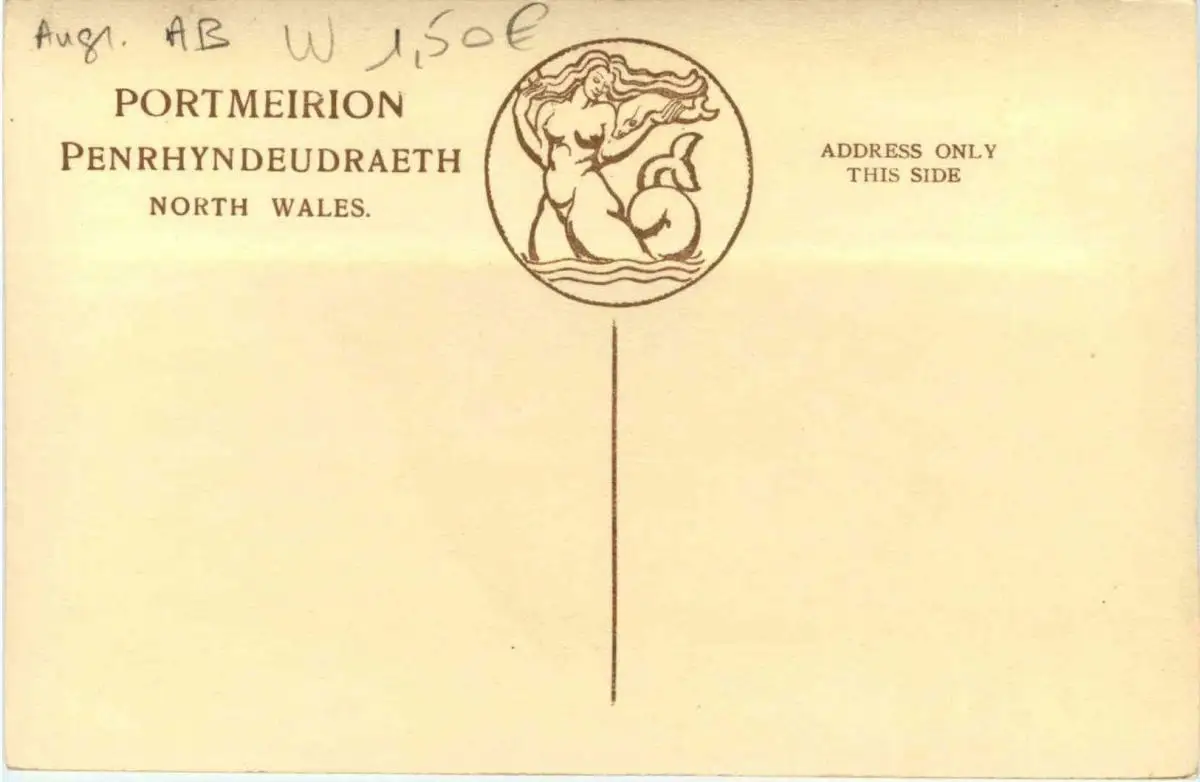 Angl. AB W 1,50€
PORTMEIRION
PENRHYNDEUDRAETH
NORTH WALES.
ADDRESS ONLY
THIS SIDE